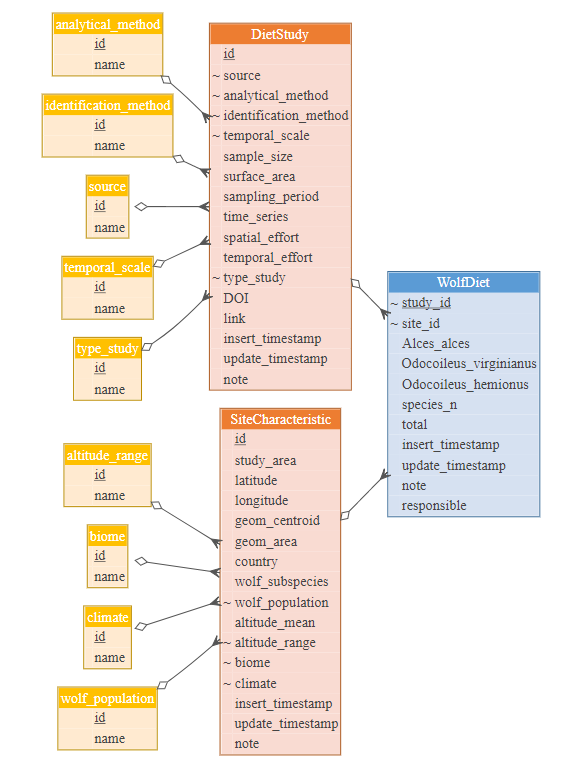 analytical_method
id
name
identification_method
id
name
source
id
name
temporal_scale
id
name
type_study
id
name
altitude_range
id
name
biome
id
name
climate
id
name
wolf_population
id
name
DietStudy
id
~ source
~ analytical_method
~ identification_method
~ temporal_scale
sample_size
surface_area
sampling_period
time_series
spatial_effort
temporal_effort
~ type_study
DOI
link
insert_timestamp
update_timestamp
note
SiteCharacteristic
id
study_area
latitude
longitude
geom_centroid
geom_area
country
wolf_subspecies
~ wolf_population
altitude_mean
~ altitude_range
~ biome
~ climate
insert_timestamp
update_timestamp
note
WolfDiet
~ study_id
~ site_id
Alces_alces
Odocoileus_virginianus
Odocoileus_hemionus
species_n
total
insert_timestamp
update_timestamp
note
responsible